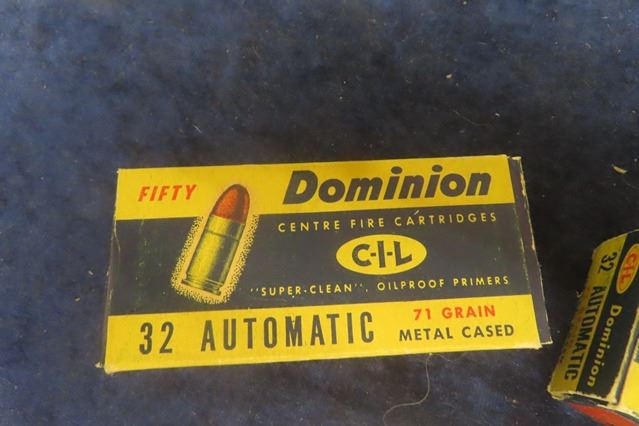 FIFTY
Dominion
CENTRE FIRE CARTRIDGES
C-I-L
"SUPER-CLEAN", OILPROOF PRIMERS
32 AUTOMATIC
71 GRAIN
METAL CASED
C-I-L
Dominion
32 AUTOMATIC